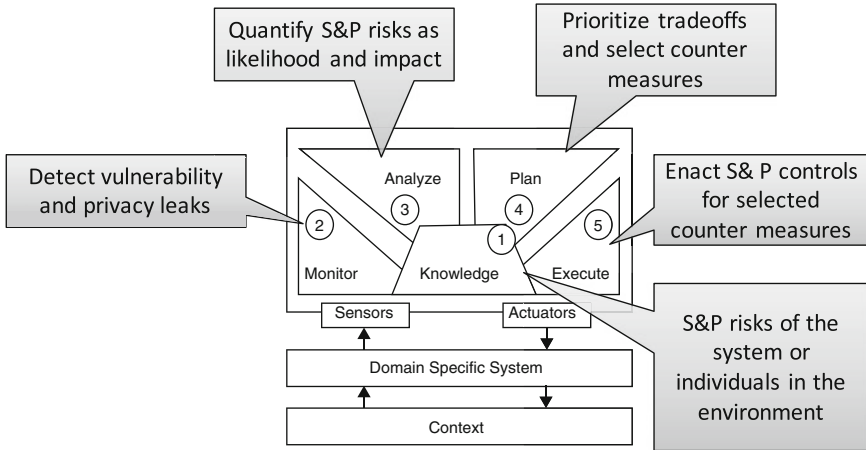 Quantify S&P risks as
likelihood and impact
Prioritize tradeoffs
and select counter
measures
Detect vulnerability
and privacy leaks
Enact S& P controls
for selected
counter measures
Analyze
Plan
3
4
2
1
5
Monitor
Knowledge
Execute
Sensors
Actuators
S&P risks of the
system or
individuals in the
environment
Domain Specific System
Context